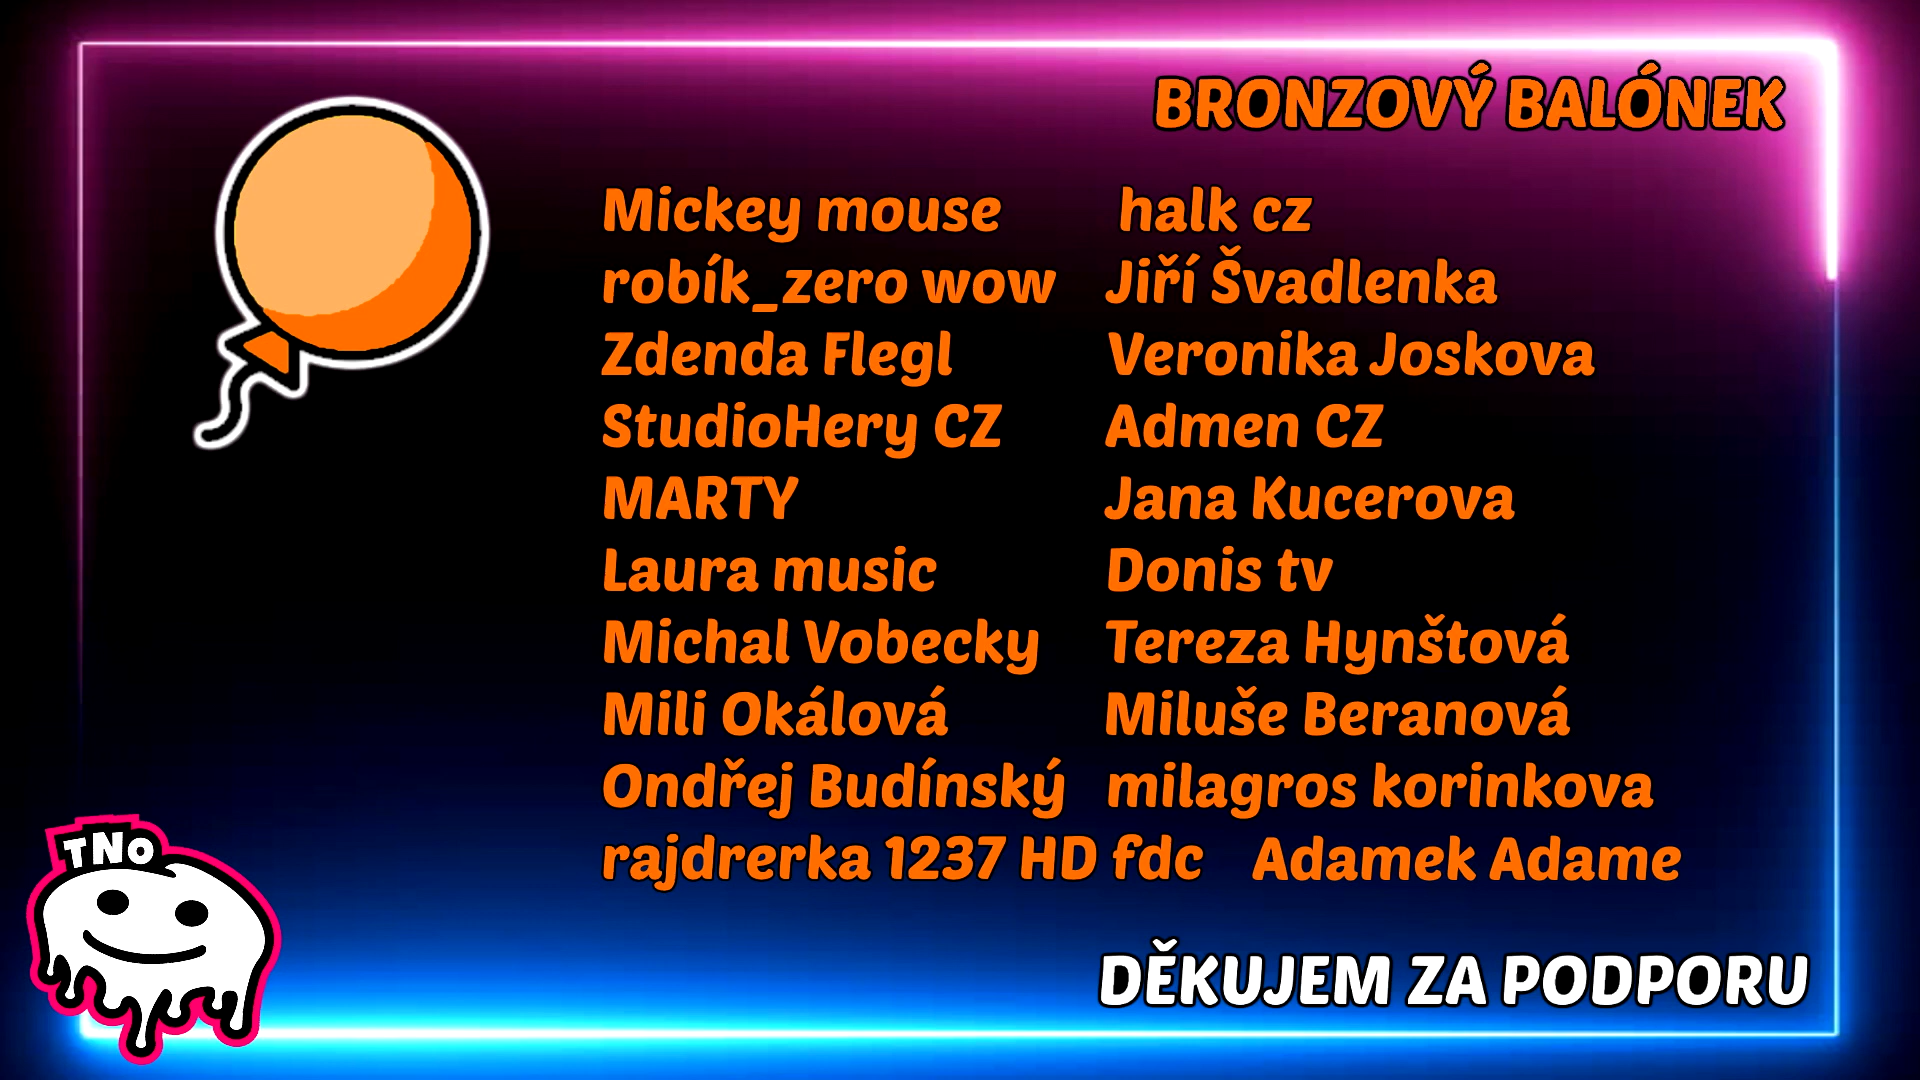 BRONZOVÝ BALÓNEK
Mickey mouse halk cz
robík_zero wow Jiří Švadlenka
Zdenda Flegl Veronika Joskova
StudioHery CZ Admen CZ
MARTY Jana Kucerova
Laura music Donis tv
Michal Vobecky Tereza Hynštová
Mili Okálová Miluše Beranová
Ondřej Budínský milagros korinkova
rajdrerka 1237 HD fdc Adamek Adame
TNo
DĚKUJEM ZA PODPORU